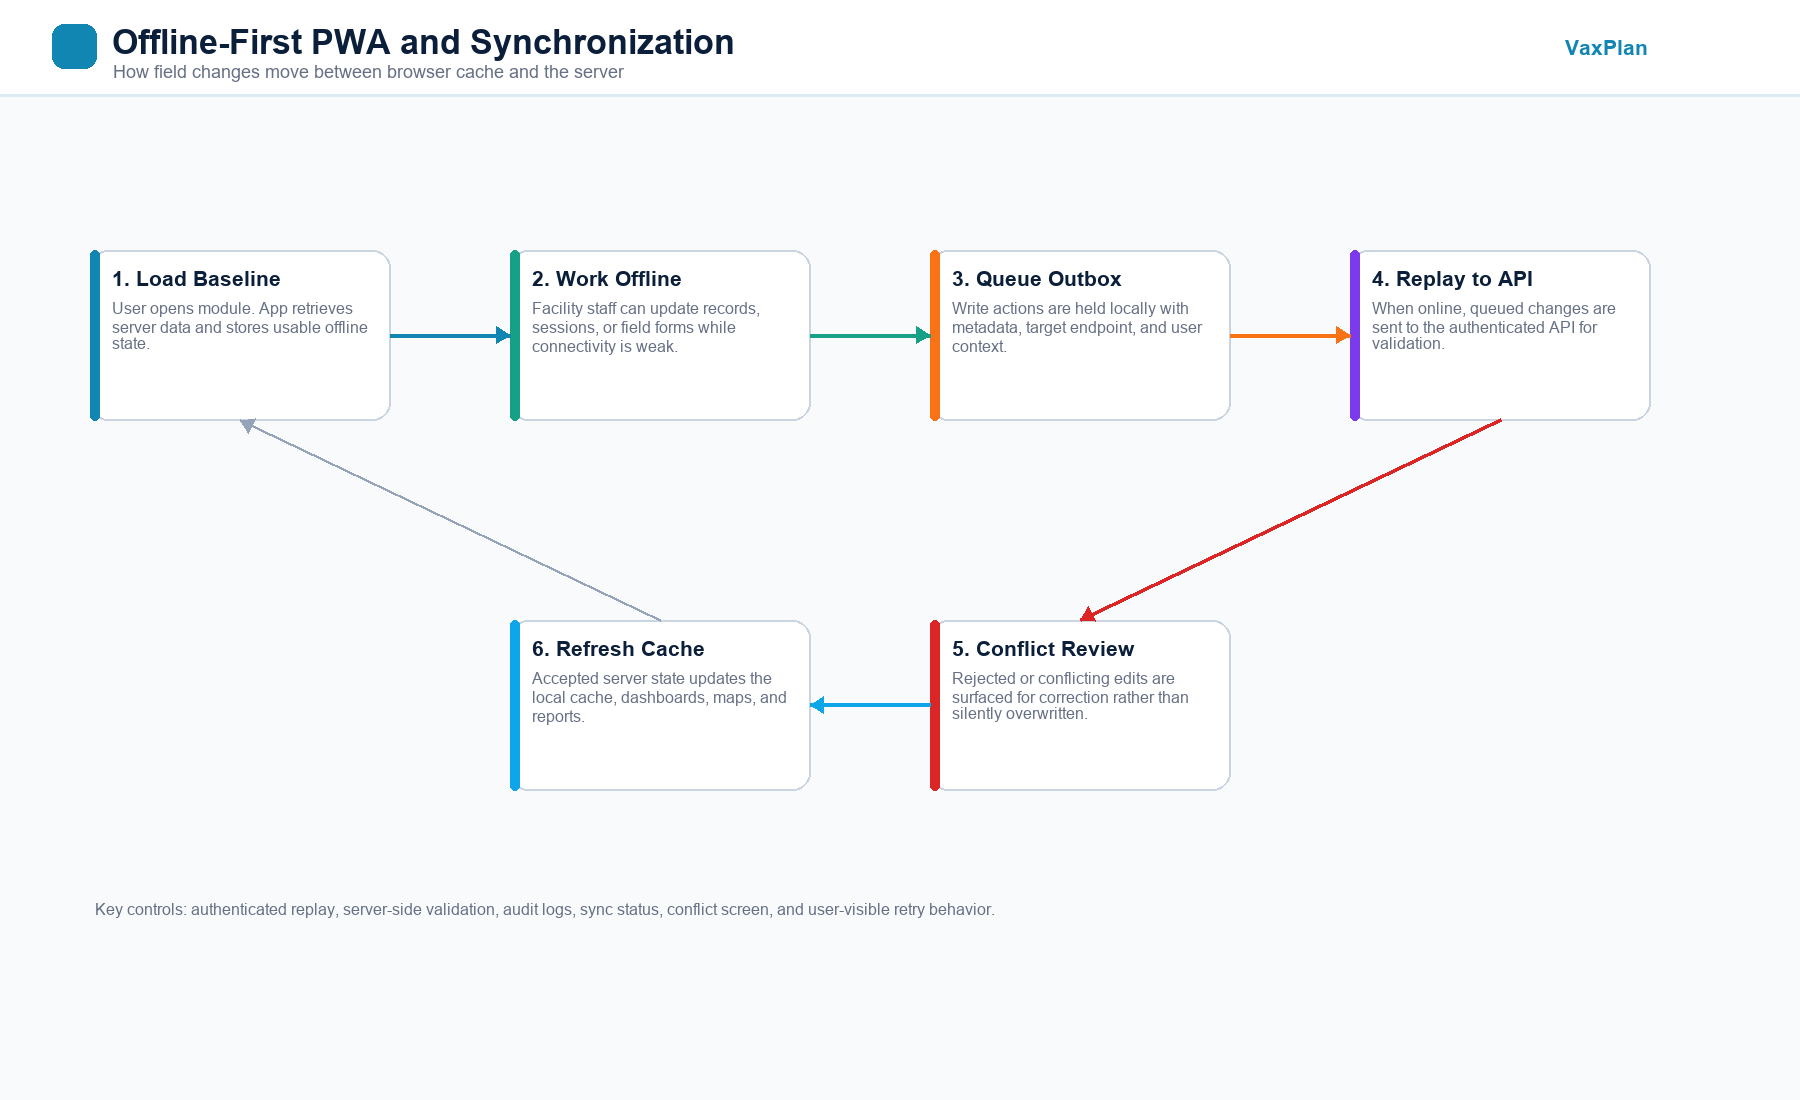 Offline-First PWA and Synchronization
How field changes move between browser cache and the server
VaxPlan
1. Load Baseline
User opens module. App retrieves
server data and stores usable offline
state.
2. Work Offline
Facility staff can update records,
sessions, or field forms while
connectivity is weak.
3. Queue Outbox
Write actions are held locally with
metadata, target endpoint, and user
context.
4. Replay to API
When online, queued changes are
sent to the authenticated API for
validation.
5. Conflict Review
Rejected or conflicting edits are
surfaced for correction rather than
silently overwritten.
6. Refresh Cache
Accepted server state updates the
local cache, dashboards, maps, and
reports.
Key controls: authenticated replay, server-side validation, audit logs, sync status, conflict screen, and user-visible retry behavior.